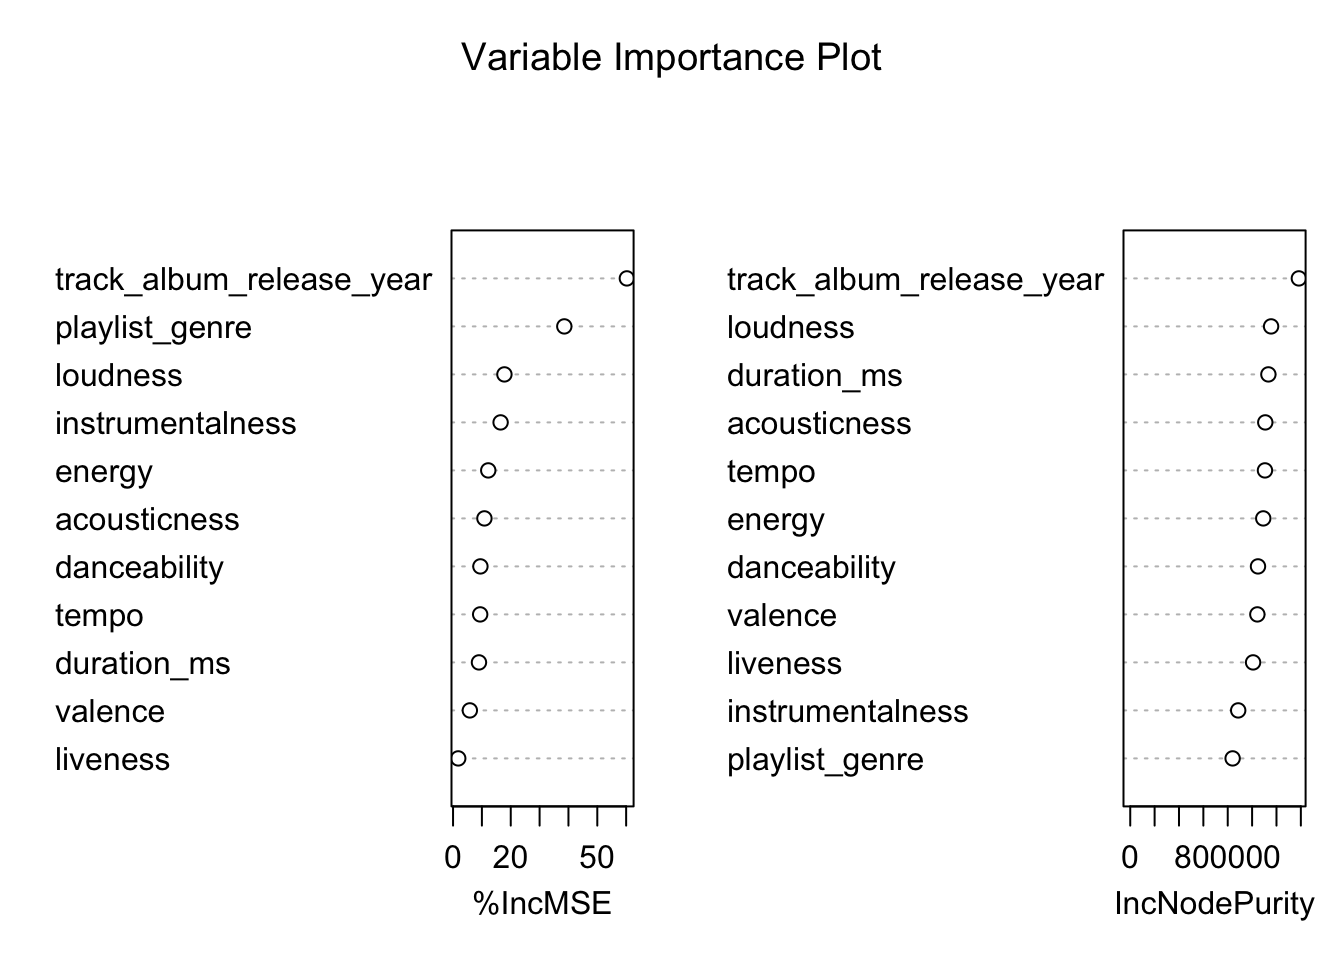 Variable Importance Plot
track_album_release_year
playlist_genre
loudness
instrumentalness
energy
acousticness
danceability
tempo
duration_ms
valence
liveness
0 20 50
%IncMSE
track_album_release_year
loudness
duration_ms
acousticness
tempo
energy
danceability
valence
liveness
instrumentalness
playlist_genre
0 800000
IncNodePurity